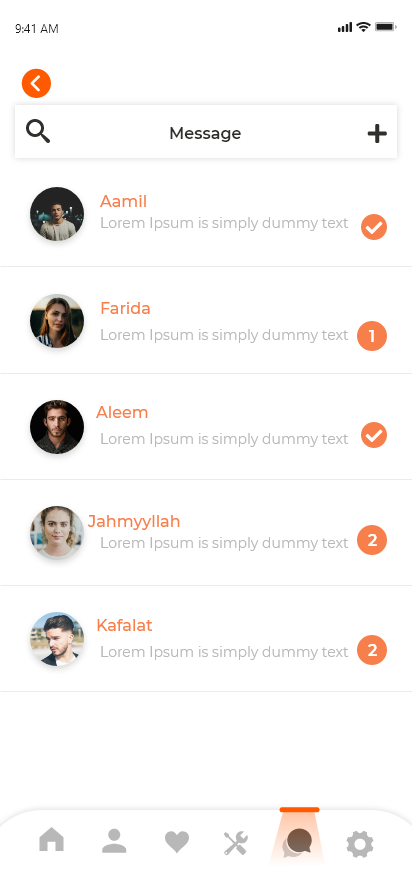 9:41 AM
Message
Aamil
Lorem Ipsum is simply dummy text
Farida
Lorem Ipsum is simply dummy text
1
Aleem
Lorem Ipsum is simply dummy text
Jahmyyllah
Lorem Ipsum is simply dummy text
2
Kafalat
Lorem Ipsum is simply dummy text
2